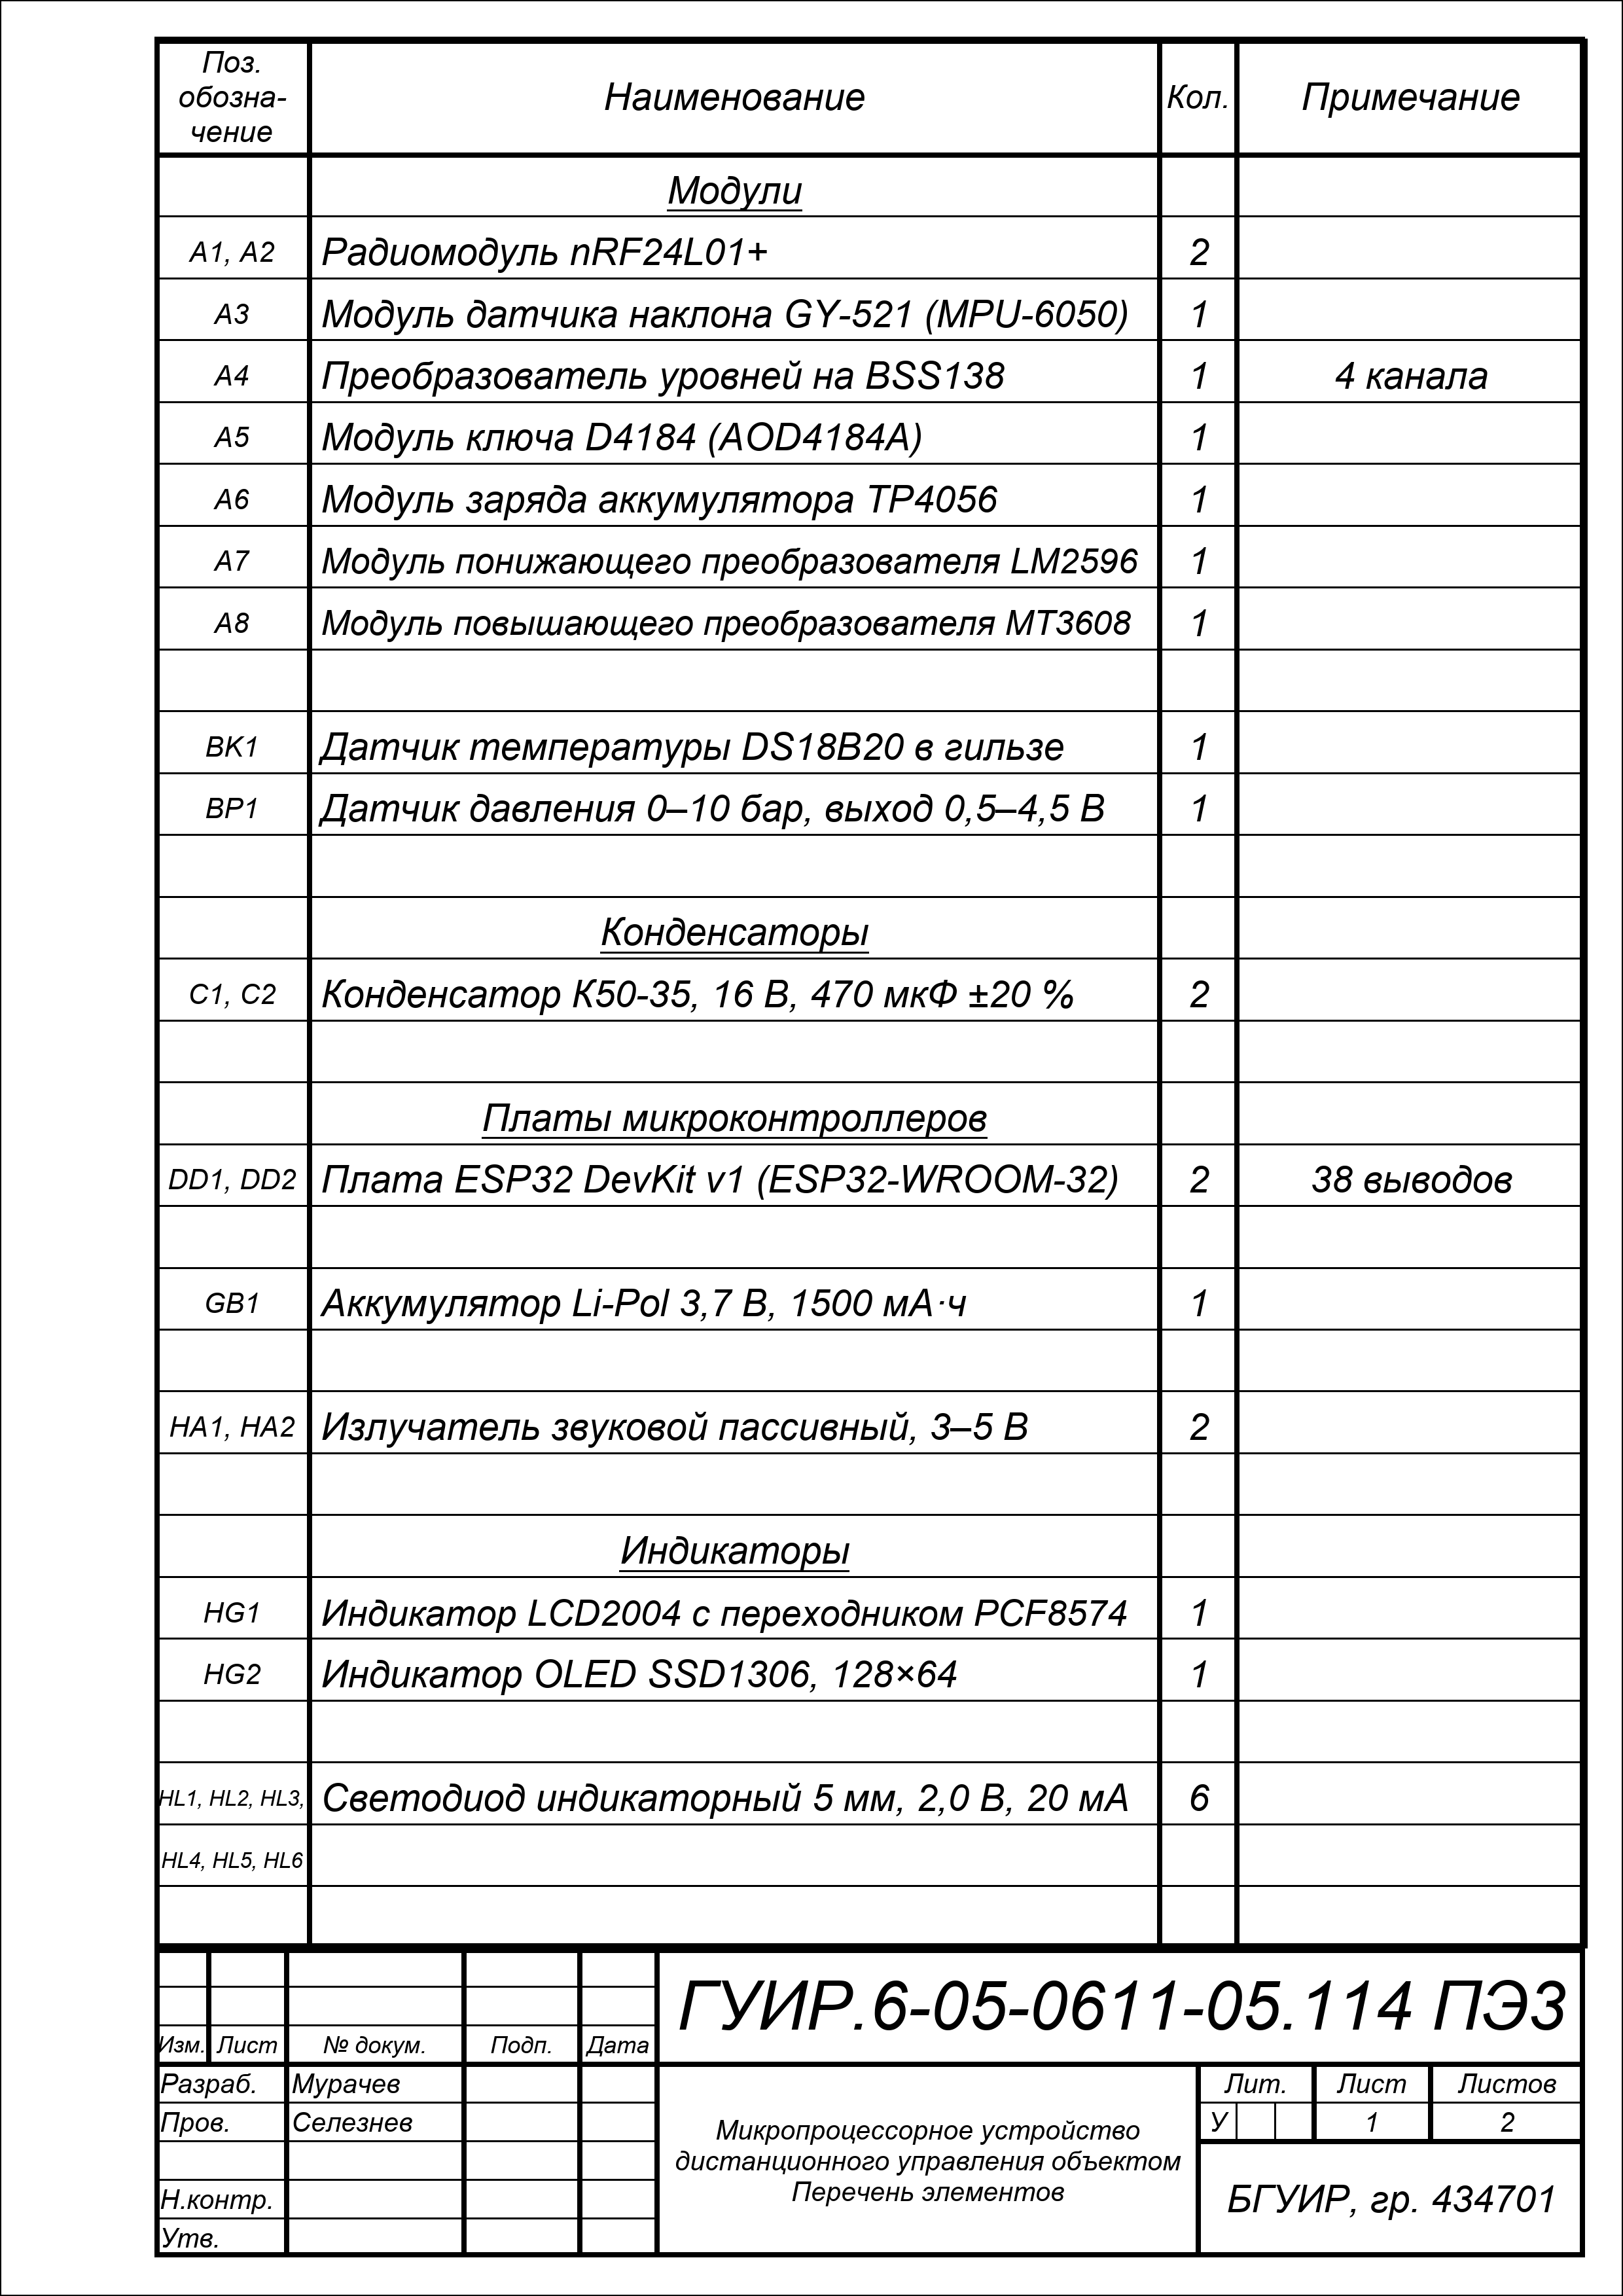 Поз. обозна-чение Наименование Кол. Примечание
Модули
А1, А2 Радиомодуль nRF24L01+ 2
А3 Модуль датчика наклона GY-521 (MPU-6050) 1
А4 Преобразователь уровней на BSS138 1 4 канала
А5 Модуль ключа D4184 (AOD4184A) 1
А6 Модуль заряда аккумулятора TP4056 1
А7 Модуль понижающего преобразователя LM2596 1
А8 Модуль повышающего преобразователя MT3608 1
BK1 Датчик температуры DS18B20 в гильзе 1
BP1 Датчик давления 0–10 бар, выход 0,5–4,5 В 1
Конденсаторы
C1, C2 Конденсатор К50-35, 16 В, 470 мкФ ±20 % 2
Платы микроконтроллеров
DD1, DD2 Плата ESP32 DevKit v1 (ESP32-WROOM-32) 2 38 выводов
GB1 Аккумулятор Li-Pol 3,7 В, 1500 мА·ч 1
HA1, HA2 Излучатель звуковой пассивный, 3–5 В 2
Индикаторы
HG1 Индикатор LCD2004 с переходником PCF8574 1
HG2 Индикатор OLED SSD1306, 128×64 1
HL1, HL2, HL3, Светодиод индикаторный 5 мм, 2,0 В, 20 мА 6
HL4, HL5, HL6
ГУИР.6-05-0611-05.114 ПЭ3
Изм. Лист № докум. Подп. Дата
Разраб. Мурачев
Пров. Селезнев
Н.контр.
Утв.
Микропроцессорное устройство
дистанционного управления объектом
Перечень элементов
Лит. Лист Листов
У 1 2
БГУИР, гр. 434701